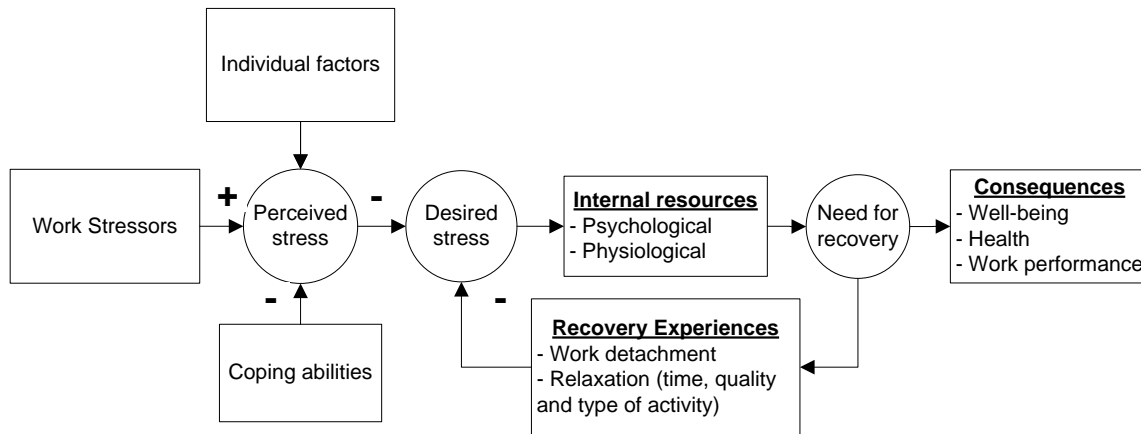 Individual factors
Work Stressors
+
Perceived
stress
-
Desired
stress
Internal resources
- Psychological
- Physiological
Need for
recovery
Consequences
- Well-being
- Health
- Work performance
-
Coping abilities
-
Recovery Experiences
- Work detachment
- Relaxation (time, quality
and type of activity)